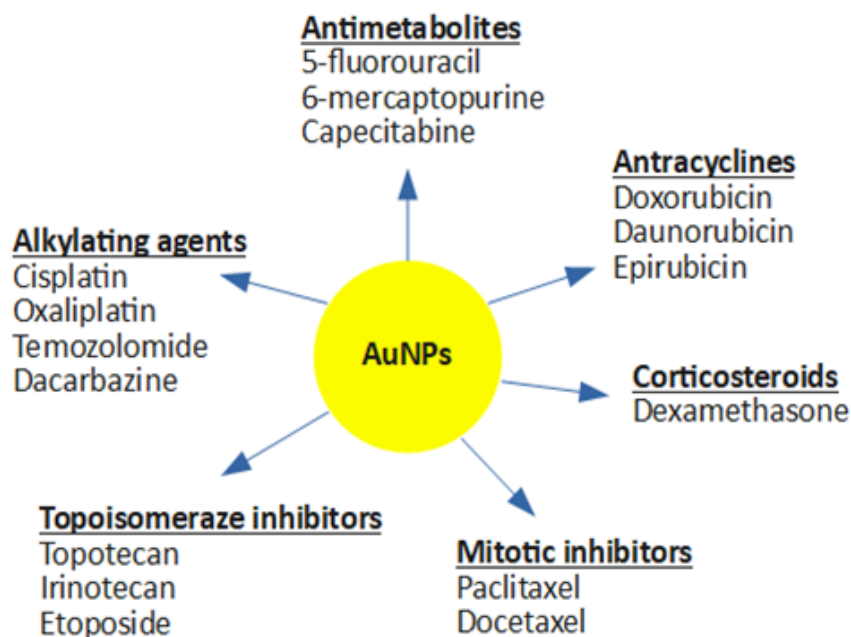 Antimetabolites
5-fluorouracil
6-mercaptopurine
Capecitabine
Antracyclines
Doxorubicin
Daunorubicin
Epirubicin
Alkylating agents
Cisplatin
Oxaliplatin
Temozolomide
Dacarbazine
AuNPs
Corticosteroids
Dexamethasone
Topoisomeraze inhibitors
Topotecan
Irinotecan
Etoposide
Mitotic inhibitors
Paclitaxel
Docetaxel